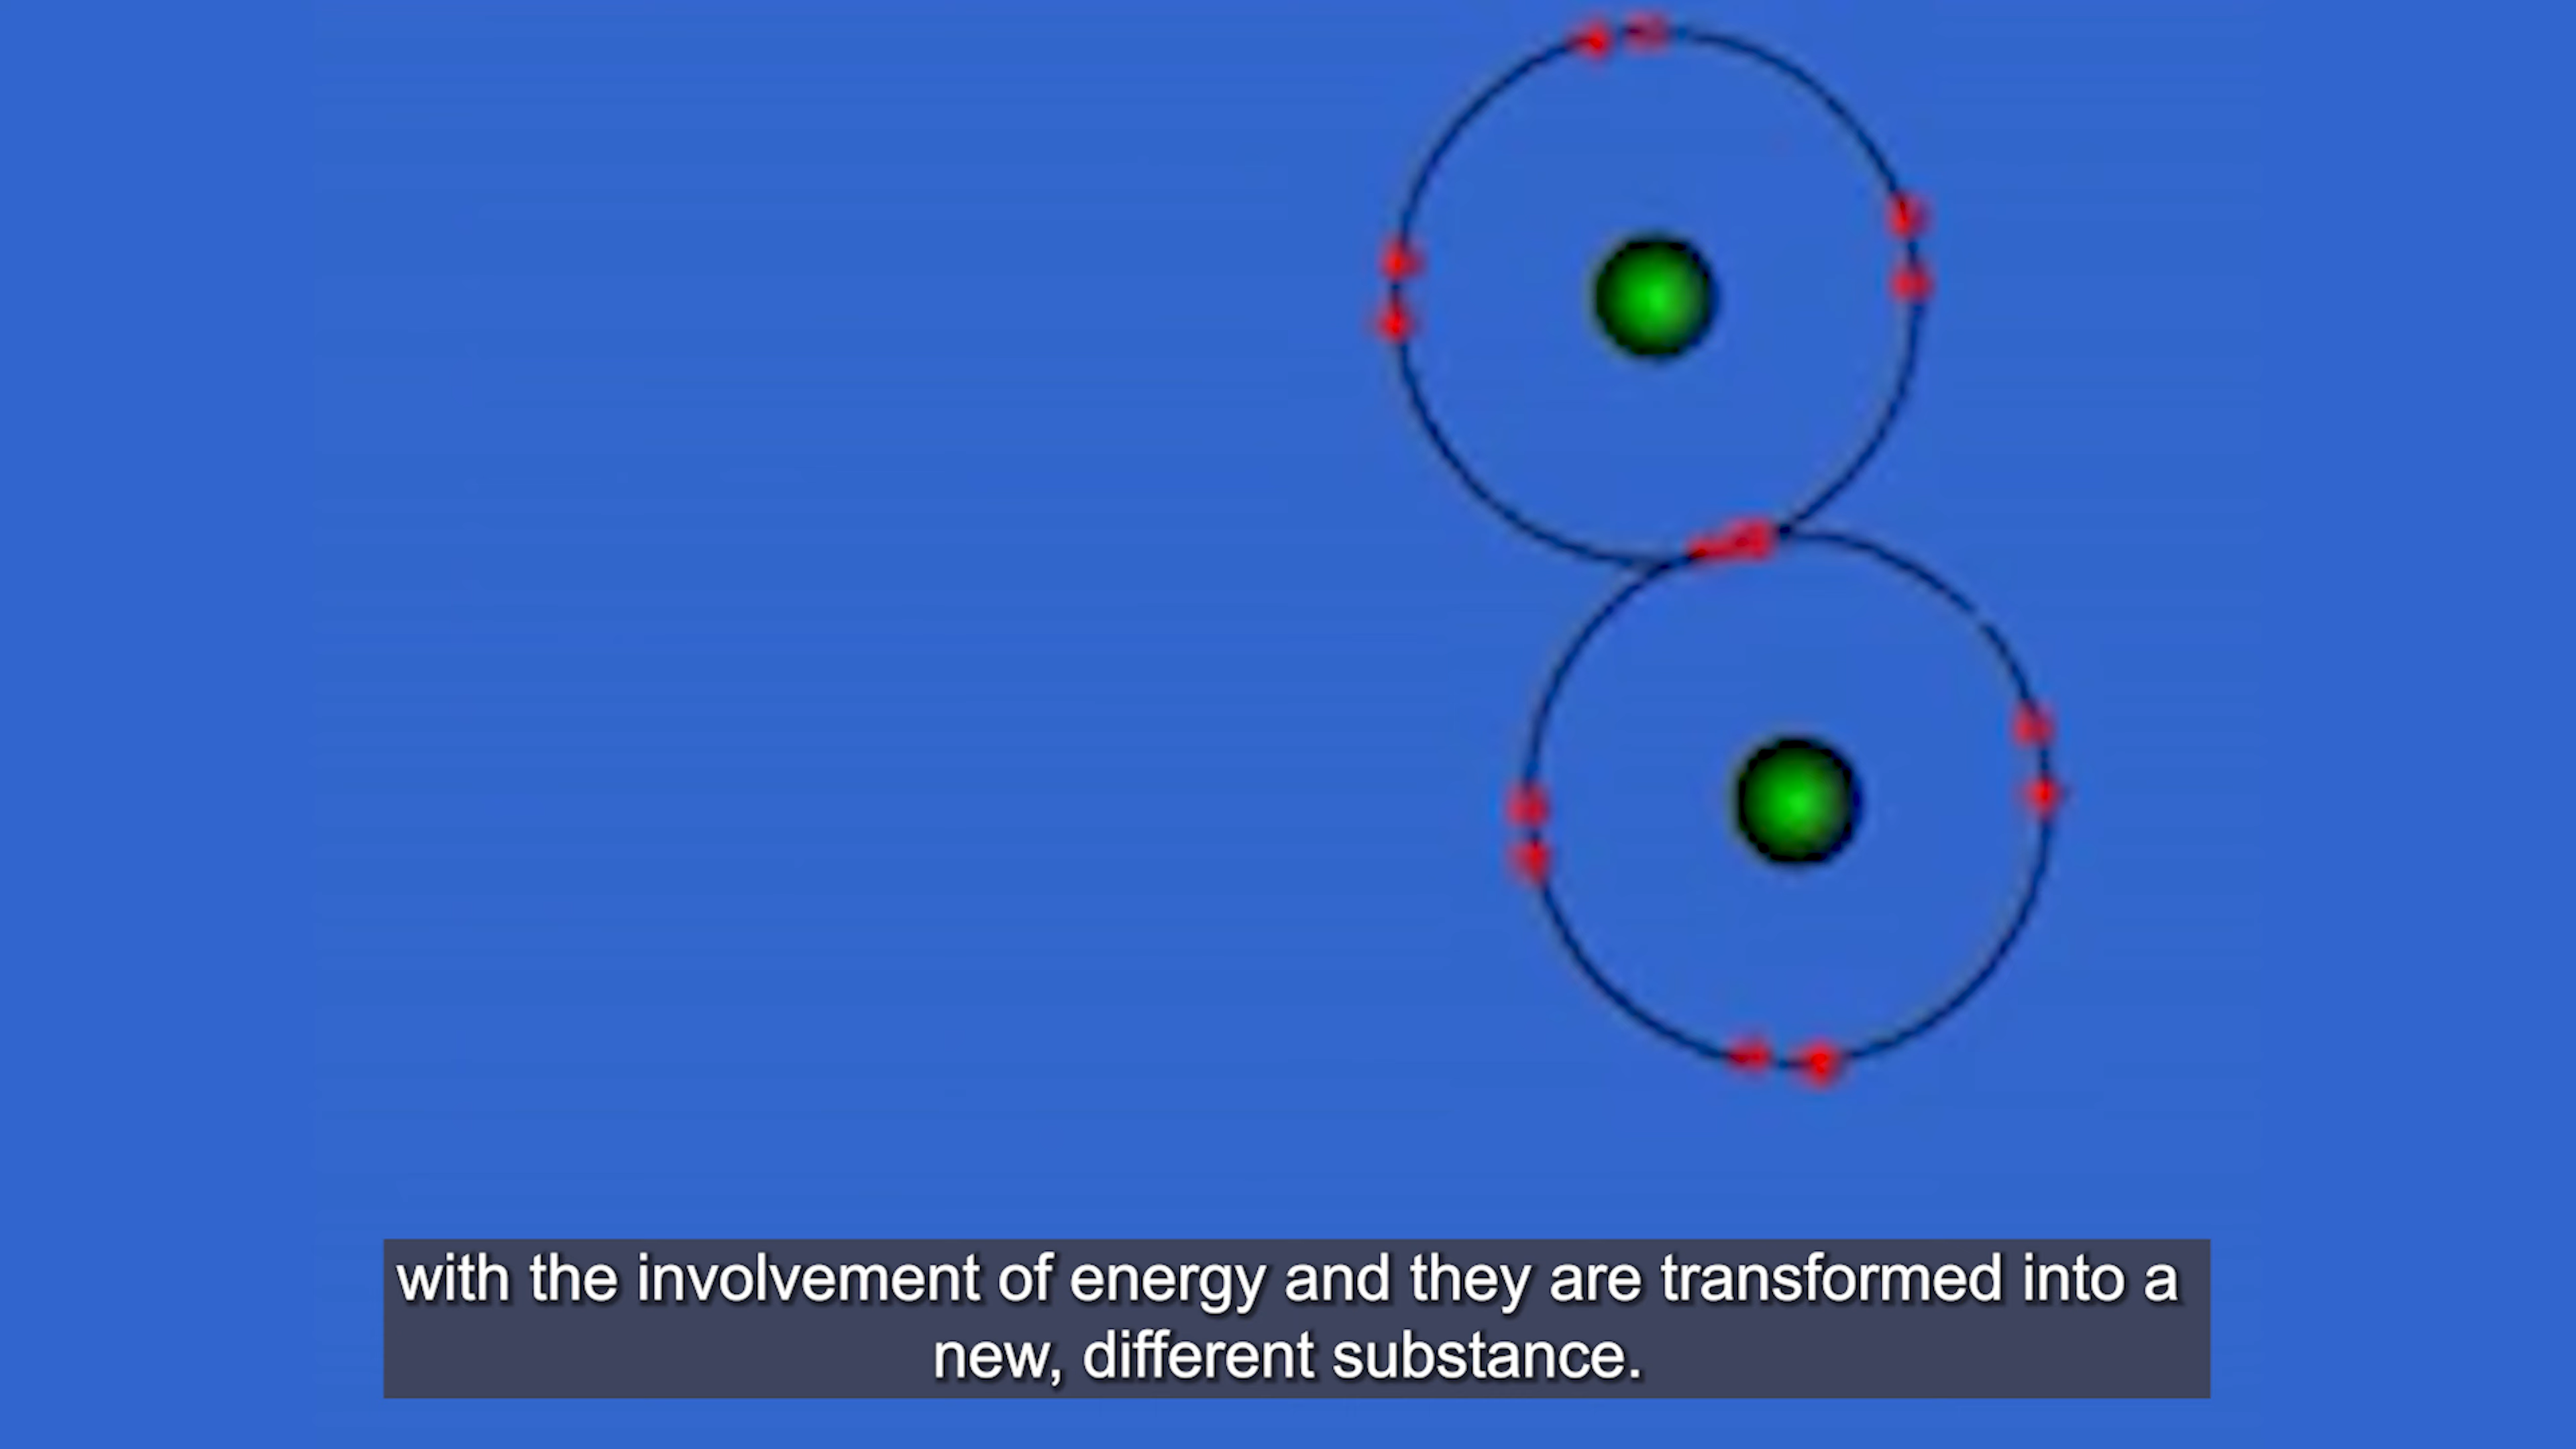 with the involvement of energy and they are transformed into a
new, different substance.